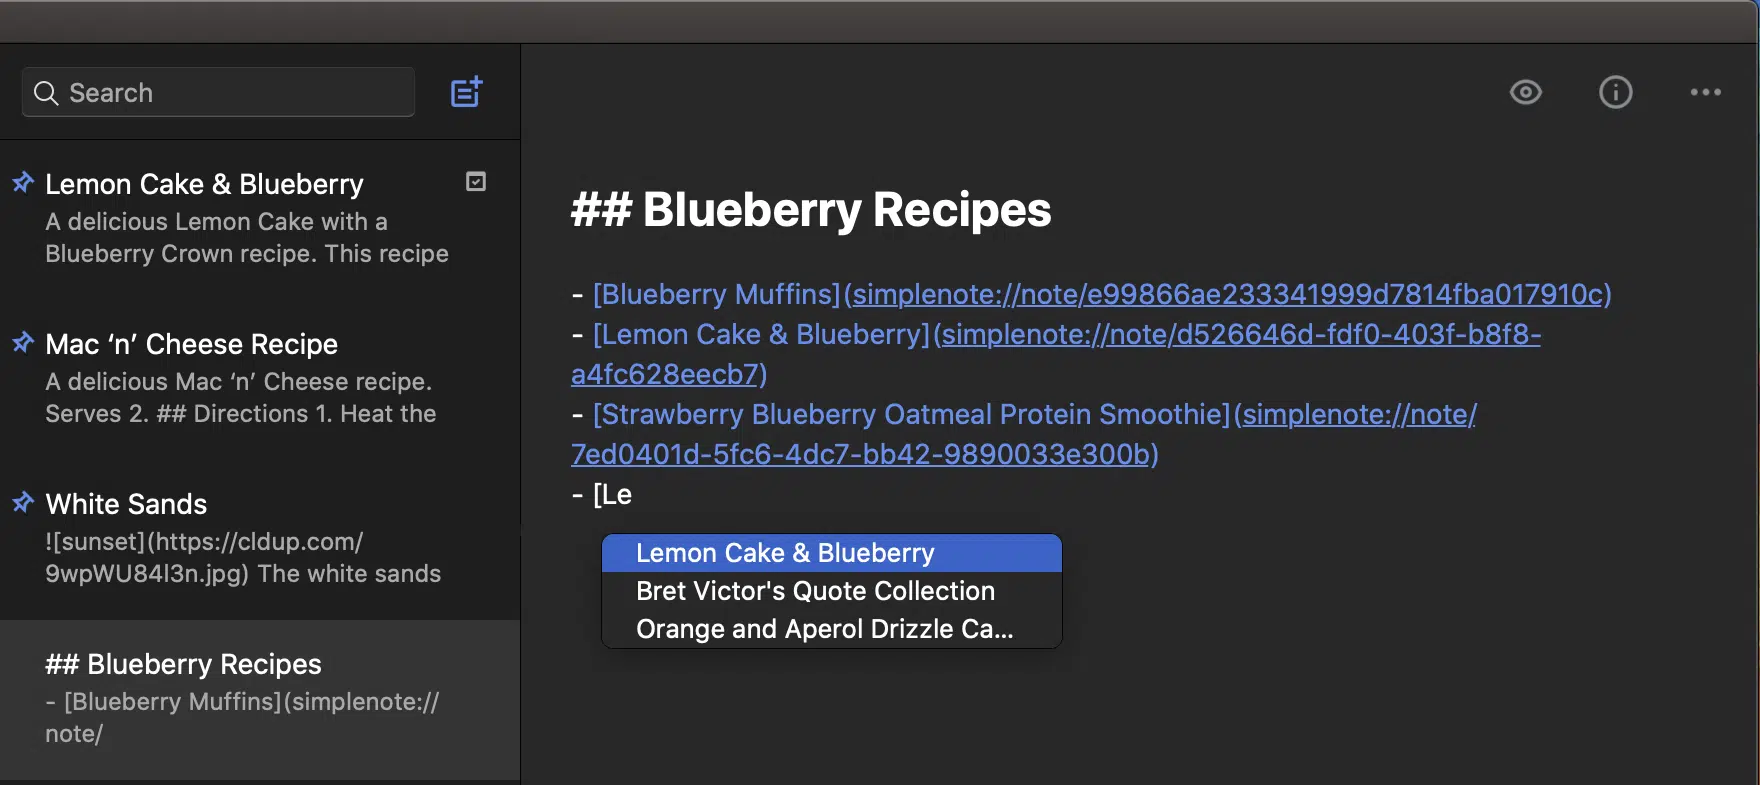 Search
Lemon Cake & Blueberry
A delicious Lemon Cake with a
Blueberry Crown recipe. This recipe
Mac ‘n’ Cheese Recipe
A delicious Mac ‘n’ Cheese recipe.
Serves 2. ## Directions 1. Heat the
White Sands
![sunset](https://cldup.com/
9wpWU84l3n.jpg) The white sands
## Blueberry Recipes
- [Blueberry Muffins](simplenote://
note/
## Blueberry Recipes
- [Blueberry Muffins](simplenote://note/e99866ae233341999d7814fba017910c)
- [Lemon Cake & Blueberry](simplenote://note/d526646d-fdf0-403f-b8f8-
a4fc628eecb7)
- [Strawberry Blueberry Oatmeal Protein Smoothie](simplenote://note/
7ed0401d-5fc6-4dc7-bb42-9890033e300b)
- [Le
Lemon Cake & Blueberry
Bret Victor's Quote Collection
Orange and Aperol Drizzle Ca...